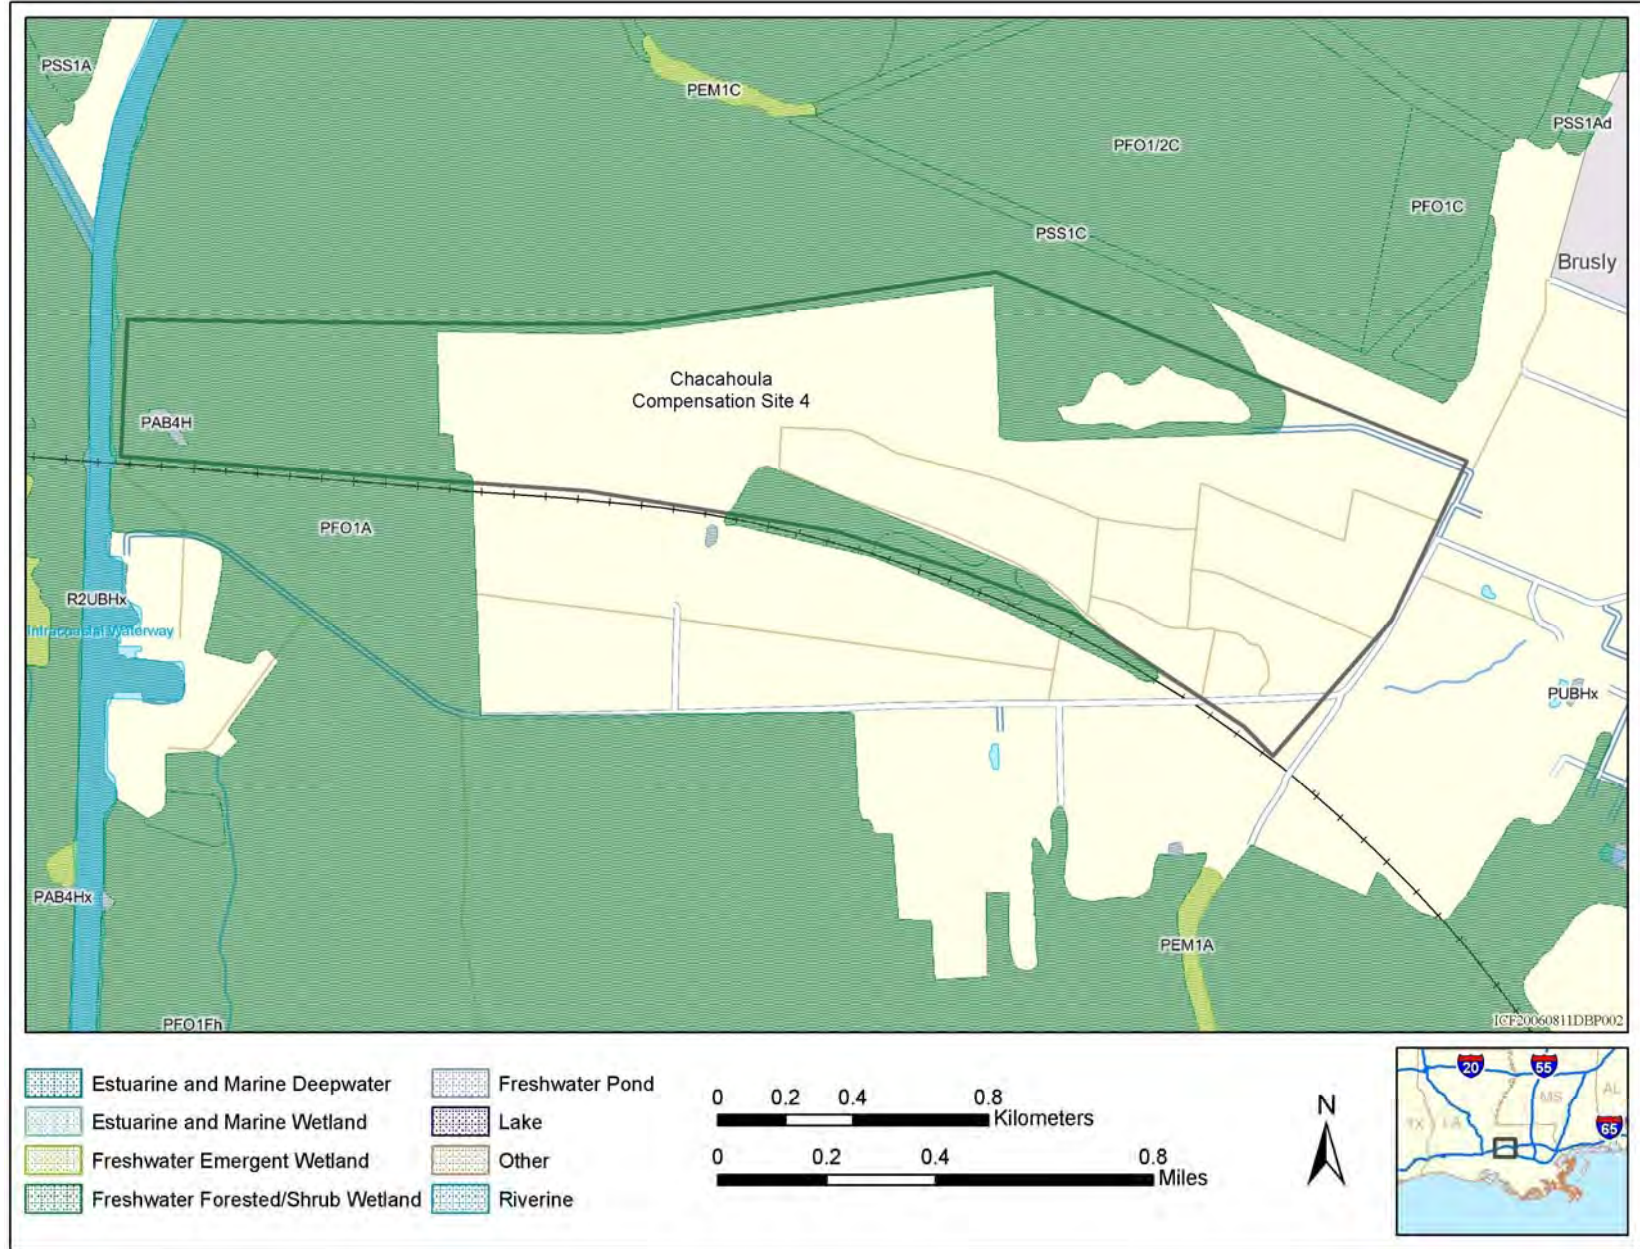 PSS1A
PEM1C
PSS1Ad
PFO1/2C
PFO1C
PSS1C
Brusly
Chacahoula
Compensation Site 4
PAB4H
PFO1A
R2UBHx
Intracoastal Waterway
PUBHx
PAB4Hx
PEM1A
PFO1Fh
ICF20060811DBP002
Estuarine and Marine Deepwater
Estuarine and Marine Wetland
Freshwater Emergent Wetland
Freshwater Forested/Shrub Wetland
Freshwater Pond
Lake
Other
Riverine
0 0.2 0.4 0.8
Kilometers
0 0.2 0.4 0.8
Miles
N
20 55
MS AL
TX LA
65